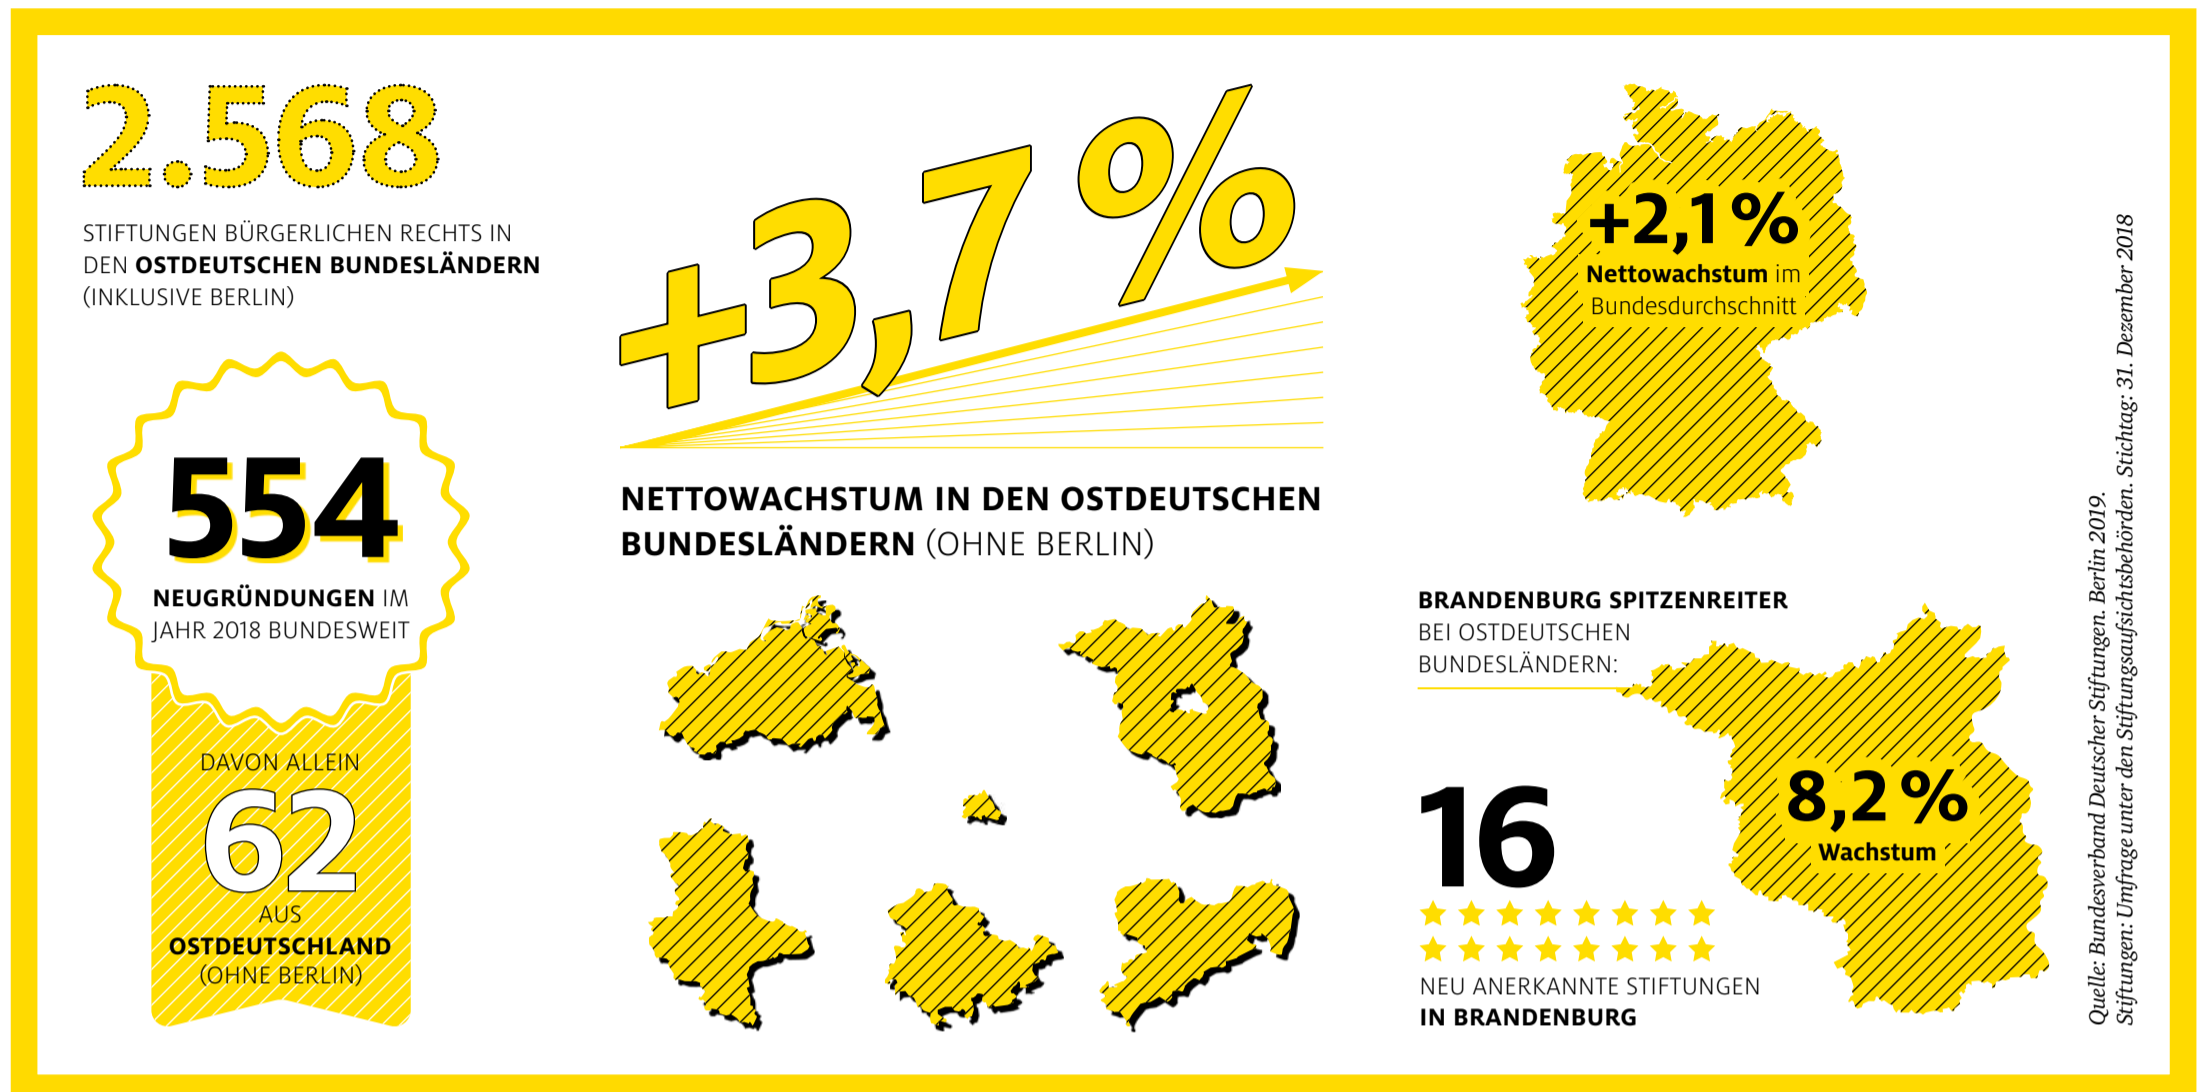 2.568
STIFTUNGEN BÜRGERLICHEN RECHTS IN
DEN OSTDEUTSCHEN BUNDESLÄNDERN
(INKLUSIVE BERLIN)
554
NEUGRÜNDUNGEN IM
JAHR 2018 BUNDESWEIT
DAVON ALLEIN
62
AUS
OSTDEUTSCHLAND
(OHNE BERLIN)
+3,7 %
NETTOWACHSTUM IN DEN OSTDEUTSCHEN
BUNDESLÄNDERN (OHNE BERLIN)
+2,1 %
Nettowachstum im
Bundesdurchschnitt
BRANDENBURG SPITZENREITER
BEI OSTDEUTSCHEN
BUNDESLÄNDERN:
8,2 %
Wachstum
16
NEU ANERKANNTE STIFTUNGEN
IN BRANDENBURG
Quelle: Bundesverband Deutscher Stiftungen. Berlin 2019.
Stiftungen: Umfrage unter den Stiftungsaufsichtsbehörden. Stichtag: 31. Dezember 2018